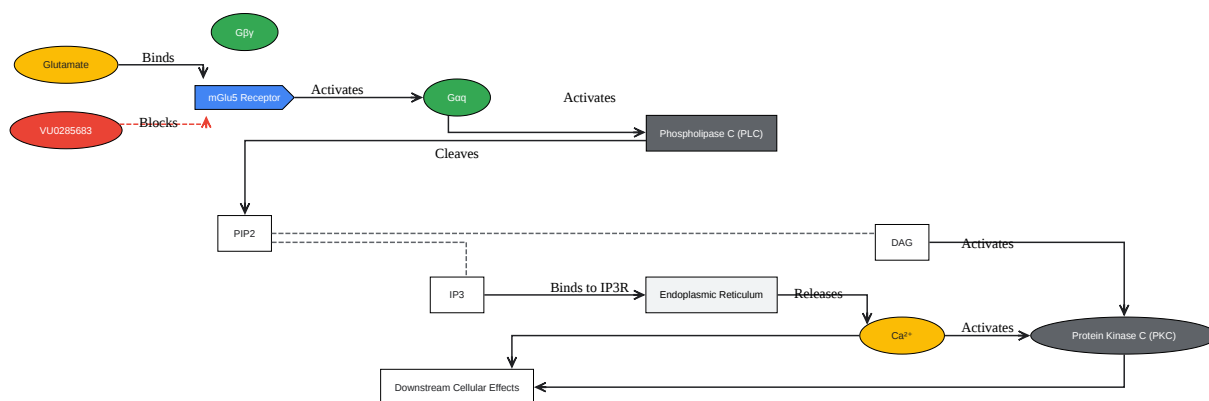 Gβγ
Glutamate
Binds
mGlu5 Receptor
Activates
Gαq
Activates
VU0285683
Blocks
Phospholipase C (PLC)
Cleaves
PIP2
DAG
Activates
IP3
Binds to IP3R
Endoplasmic Reticulum
Releases
Ca²⁺
Activates
Protein Kinase C (PKC)
Downstream Cellular Effects